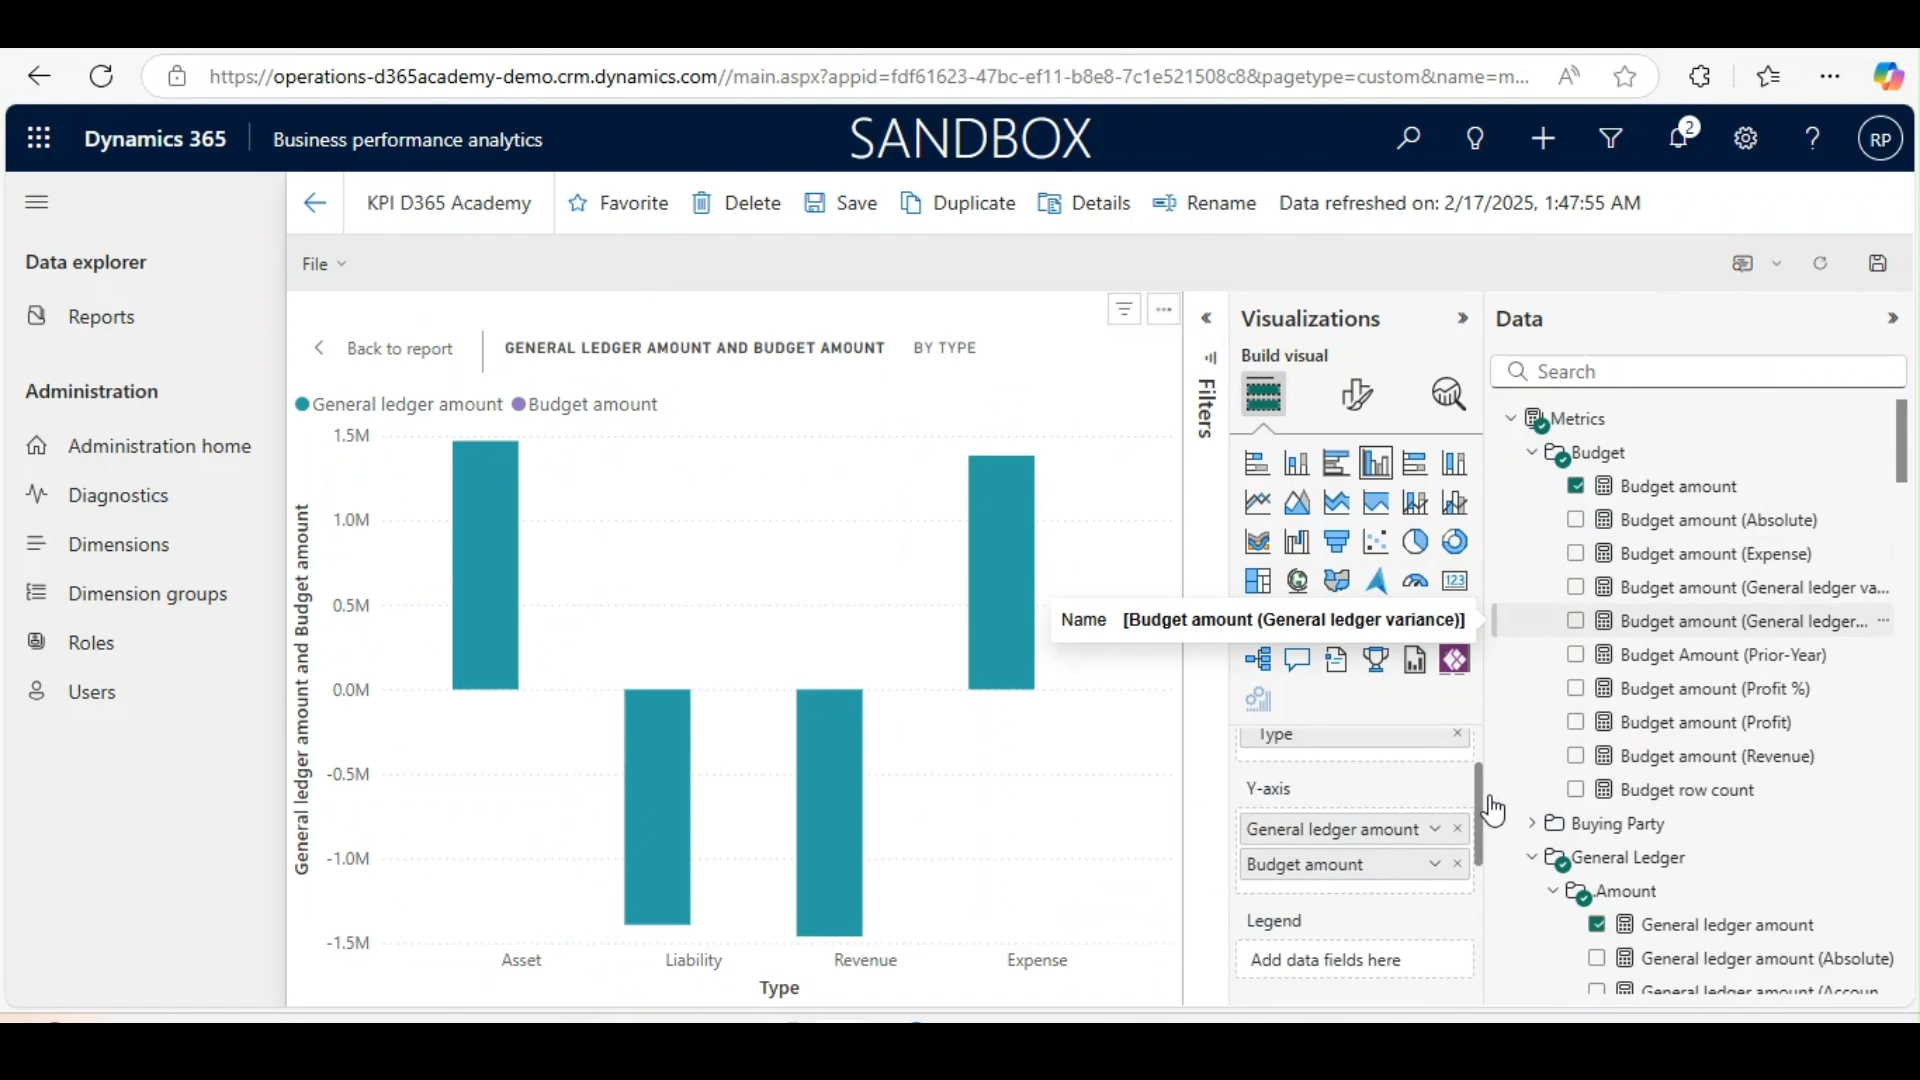 https://operations-d365academy-demo.crm.dynamics.com//main.aspx?appid=fdf61623-47bc-ef11-b8e8-7c1e521508c8&pagetype=custom&name=m...
Dynamics 365
Business performance analytics
SANDBOX
2
RP
KPI D365 Academy
Favorite
Delete
Save
Duplicate
Details
Rename
Data refreshed on: 2/17/2025, 1:47:55 AM
File
Data explorer
Reports
Administration
Administration home
Diagnostics
Dimensions
Dimension groups
Roles
Users
Back to report
GENERAL LEDGER AMOUNT AND BUDGET AMOUNT
BY TYPE
General ledger amount
Budget amount
General ledger amount and Budget amount
1.5M
1.0M
0.5M
0.0M
-0.5M
-1.0M
-1.5M
Asset
Liability
Revenue
Expense
Type
Filters
Visualizations
Build visual
123
Name [Budget amount (General ledger variance)]
Type
Y-axis
General ledger amount
Budget amount
Legend
Add data fields here
Data
Search
Metrics
Budget
Budget amount
Budget amount (Absolute)
Budget amount (Expense)
Budget amount (General ledger va...
Budget amount (General ledger...
Budget Amount (Prior-Year)
Budget amount (Profit %)
Budget amount (Profit)
Budget amount (Revenue)
Budget row count
Buying Party
General Ledger
.Amount
General ledger amount
General ledger amount (Absolute)
General ledger amount (Accoun